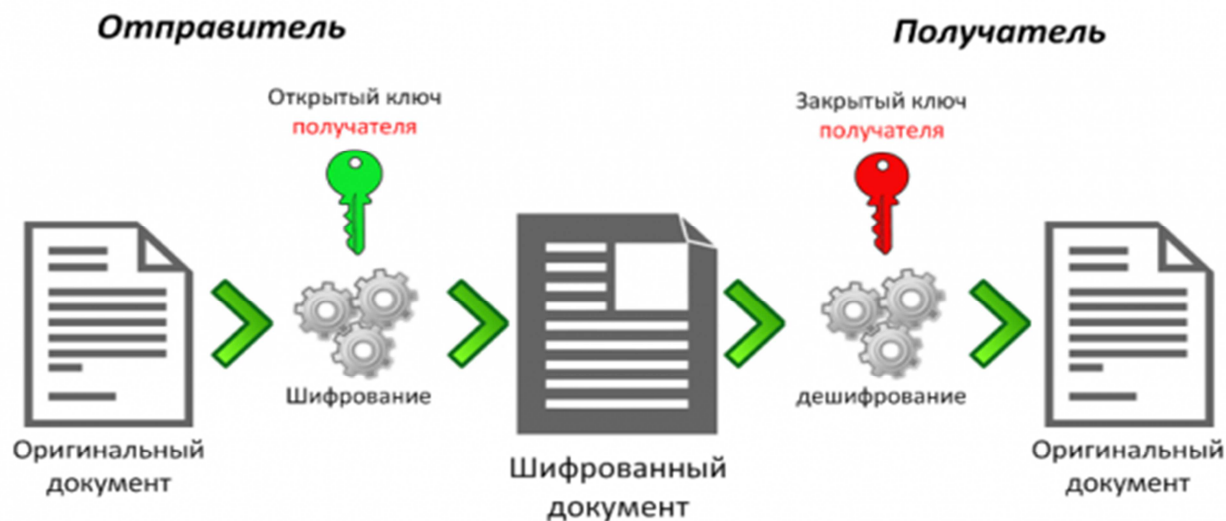 Отправитель
Получатель
Открытый ключ
получателя
Закрытый ключ
получателя
Шифрование
дешифрование
Оригинальный
документ
Шифрованный
документ
Оригинальный
документ